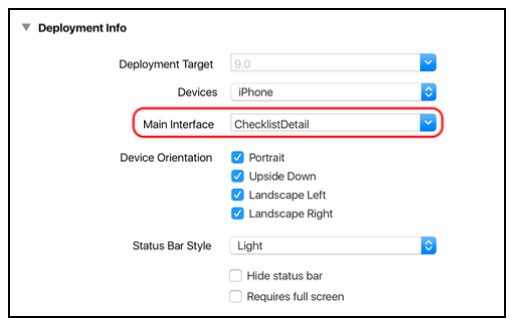 Deployment Info
Deployment Target 9.0
Devices iPhone
Main Interface ChecklistDetail
Device Orientation Portrait
Upside Down
Landscape Left
Landscape Right
Status Bar Style Light
Hide status bar
Requires full screen